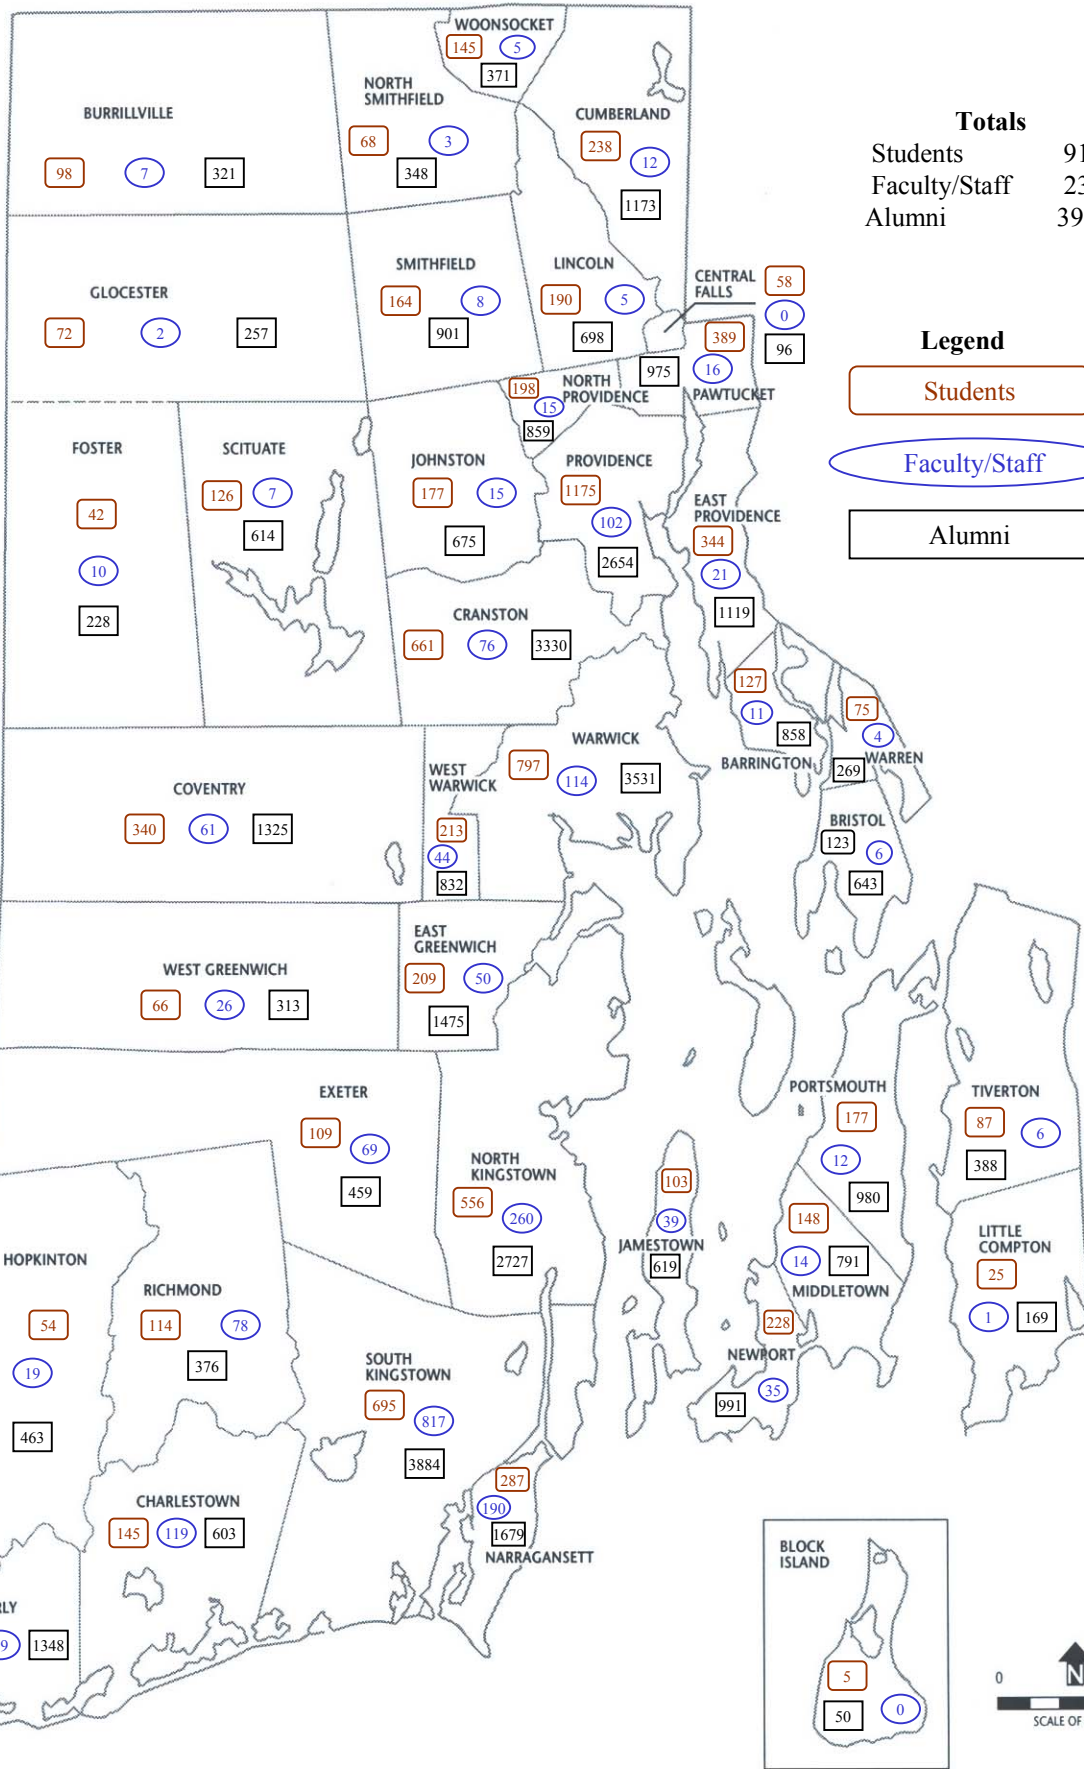 WOONSOCKET
145 5
371
NORTH
SMITHFIELD
68 3
348
BURRILLVILLE
98 7 321
CUMBERLAND
238
12
1173
Totals
Students 91
Faculty/Staff 23
Alumni 39
GLOCESTER
72 2 257
SMITHFIELD
164 8
901
LINCOLN
190 5
698
CENTRAL
FALLS
58
0
96
389
975 16
PAWTUCKET
Legend
Students
Faculty/Staff
Alumni
198
NORTH
PROVIDENCE
15
859
FOSTER
42
10
228
SCITUATE
126 7
614
JOHNSTON
177 15
675
PROVIDENCE
1175
102
2654
EAST
PROVIDENCE
344
21
1119
CRANSTON
661 76 3330
127
11
858
BARRINGTON
75
4
269 WARREN
WARWICK
797 114 3531
WEST
WARWICK
213
44
832
COVENTRY
340 61 1325
BRISTOL
123 6
643
EAST
GREENWICH
209 50
1475
WEST GREENWICH
66 26 313
EXETER
109
69
459
PORTSMOUTH
177
12
980
TIVERTON
87 6
388
NORTH
KINGSTOWN
556
260
2727
103
39
JAMESTOWN
619
148
14 791
MIDDLETOWN
LITTLE
COMPTON
25
1 169
HOPKINTON
54
19
463
RICHMOND
114 78
376
228
NEWPORT
35
991
SOUTH
KINGSTOWN
695
817
3884
287
190
1679
NARRAGANSETT
CHARLESTOWN
145 119 603
RLY
9 1348
BLOCK
ISLAND
5
50 0
0
N
SCALE OF